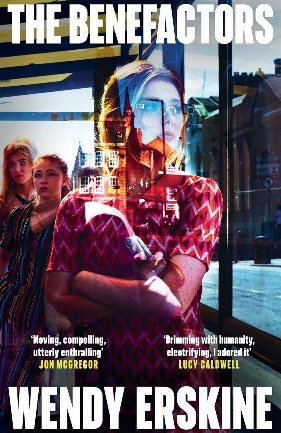 THE BENEFACTORS
'Moving, compelling,
utterly enthralling'
JON MCGREGOR
'Brimming with humanity,
electrifying, I adored it'
LUCY CALDWELL
WENDY ERSKINE